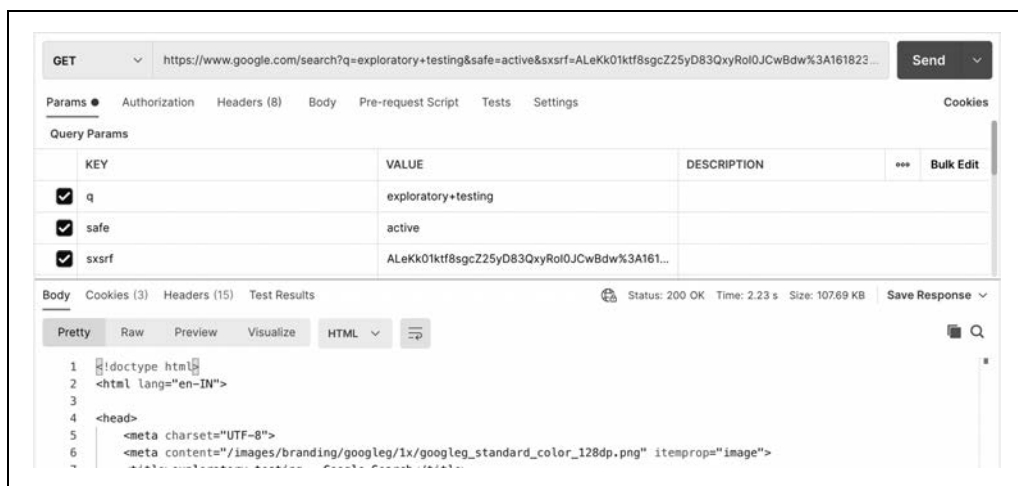 GET https://www.google.com/search?q=exploratory+testing&safe=active&sxsrf=ALeKk01ktf8sgcZ25yD83QxyRol0JCwBdw%3A161823... Send
Params Authorization Headers (8) Body Pre-request Script Tests Settings Cookies
Query Params
KEY VALUE DESCRIPTION ooo Bulk Edit
q exploratory+testing
safe active
sxsrf ALeKk01ktf8sgcZ25yD83QxyRol0JCwBdw%3A161...
Body Cookies (3) Headers (15) Test Results Status: 200 OK Time: 2.23 s Size: 107.69 KB Save Response
Pretty Raw Preview Visualize HTML
1 <!doctype html>
2 <html lang="en-IN">
3
4 <head>
5 <meta charset="UTF-8">
6 <meta content="/images/branding/googleg/1x/googleg_standard_color_128dp.png" itemprop="image">